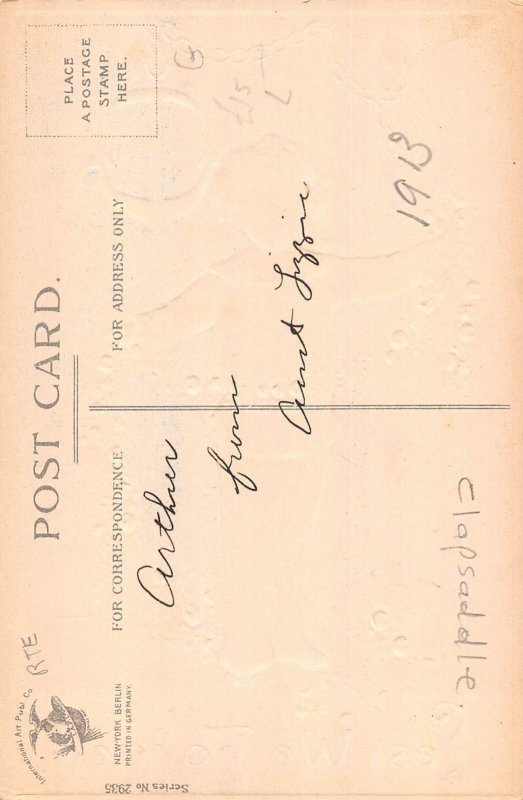 POST CARD.
PLACE
A POSTAGE
STAMP
HERE.
FOR CORRESPONDENCE
FOR ADDRESS ONLY
International Art Publ. Co.
NEW-YORK BERLIN
PRINTED IN GERMANY.
Series No 2935
RTE
Arthur
from
Aunt Lizzie
1913
Clapsaddle.